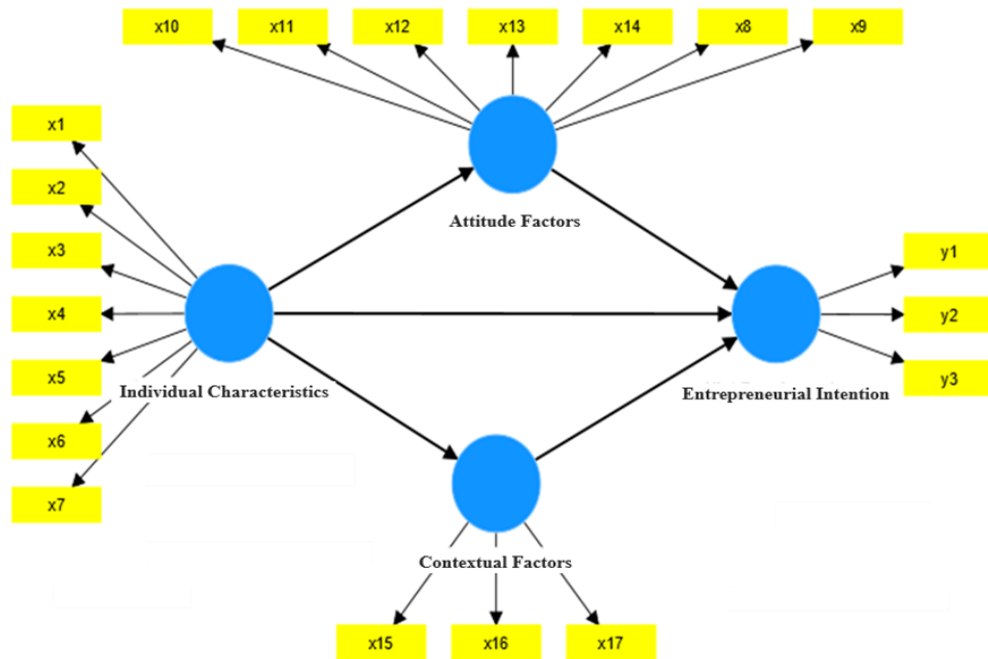 x10 x11 x12 x13 x14 x8 x9
x1
x2
Attitude Factors
x3
y1
x4
y2
x5
y3
Individual Characteristics
Entrepreneurial Intention
x6
x7
Contextual Factors
x15 x16 x17